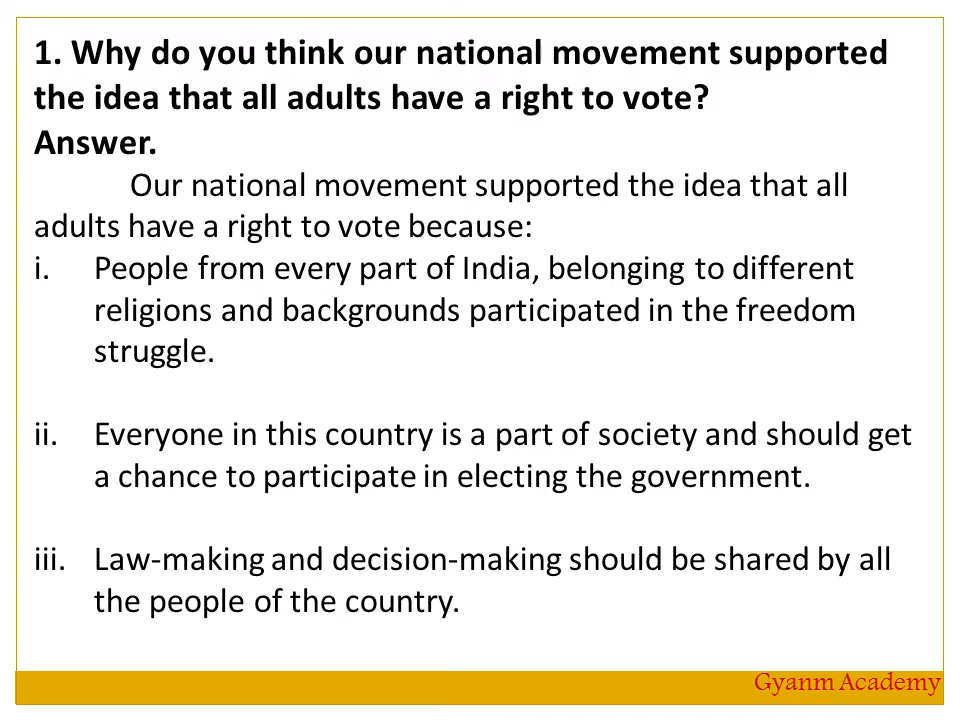 1. Why do you think our national movement supported
the idea that all adults have a right to vote?
Answer.
Our national movement supported the idea that all
adults have a right to vote because:
i. People from every part of India, belonging to different
religions and backgrounds participated in the freedom
struggle.
ii. Everyone in this country is a part of society and should get
a chance to participate in electing the government.
iii. Law-making and decision-making should be shared by all
the people of the country.
Gyanm Academy